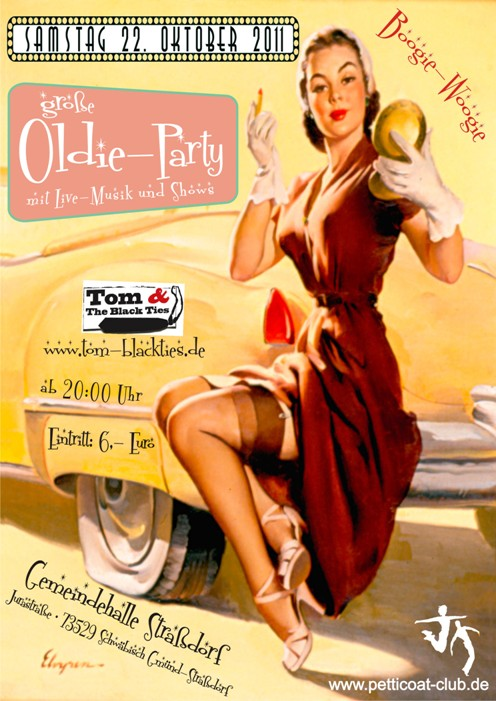 SAMSTAG 22. OKTOBER 2011
Boogie-Woogie
große
Oldie-Party
mit Live-Musik und Shows
Tom &
The Black Ties
www.tom-blackties.de
ab 20:00 Uhr
Eintritt: 6,- Euro
Gemeindehalle Straßdorf
Jurastraße • 73529 Schwäbisch Gmünd-Straßdorf
Elvgren
www.petticoat-club.de